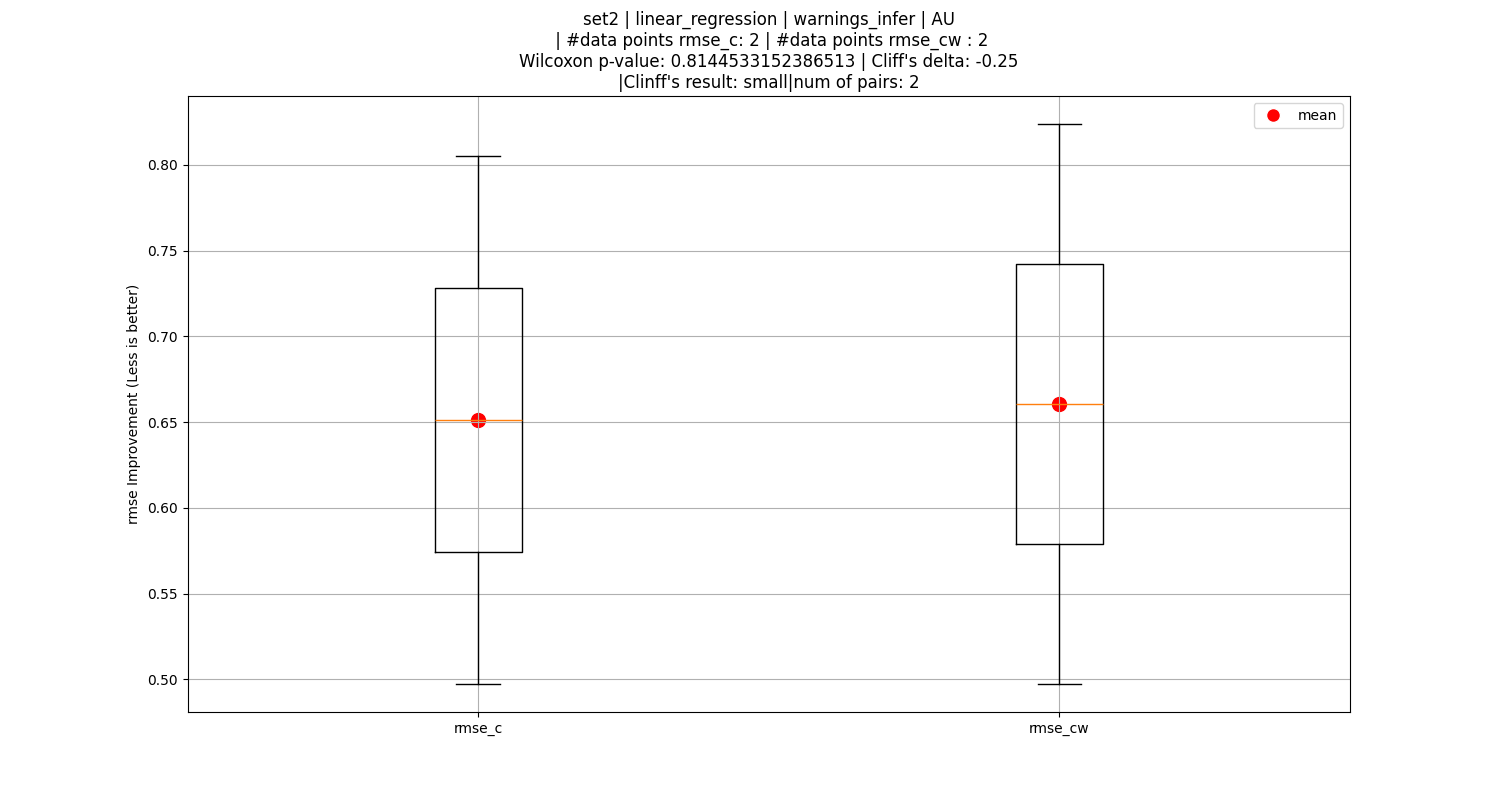 set2 | linear_regression | warnings_infer | AU
| #data points rmse_c: 2 | #data points rmse_cw : 2
Wilcoxon p-value: 0.8144533152386513 | Cliff's delta: -0.25
|Clinff's result: small|num of pairs: 2
mean
rmse Improvement (Less is better)
0.80
0.75
0.70
0.65
0.60
0.55
0.50
rmse_c
rmse_cw